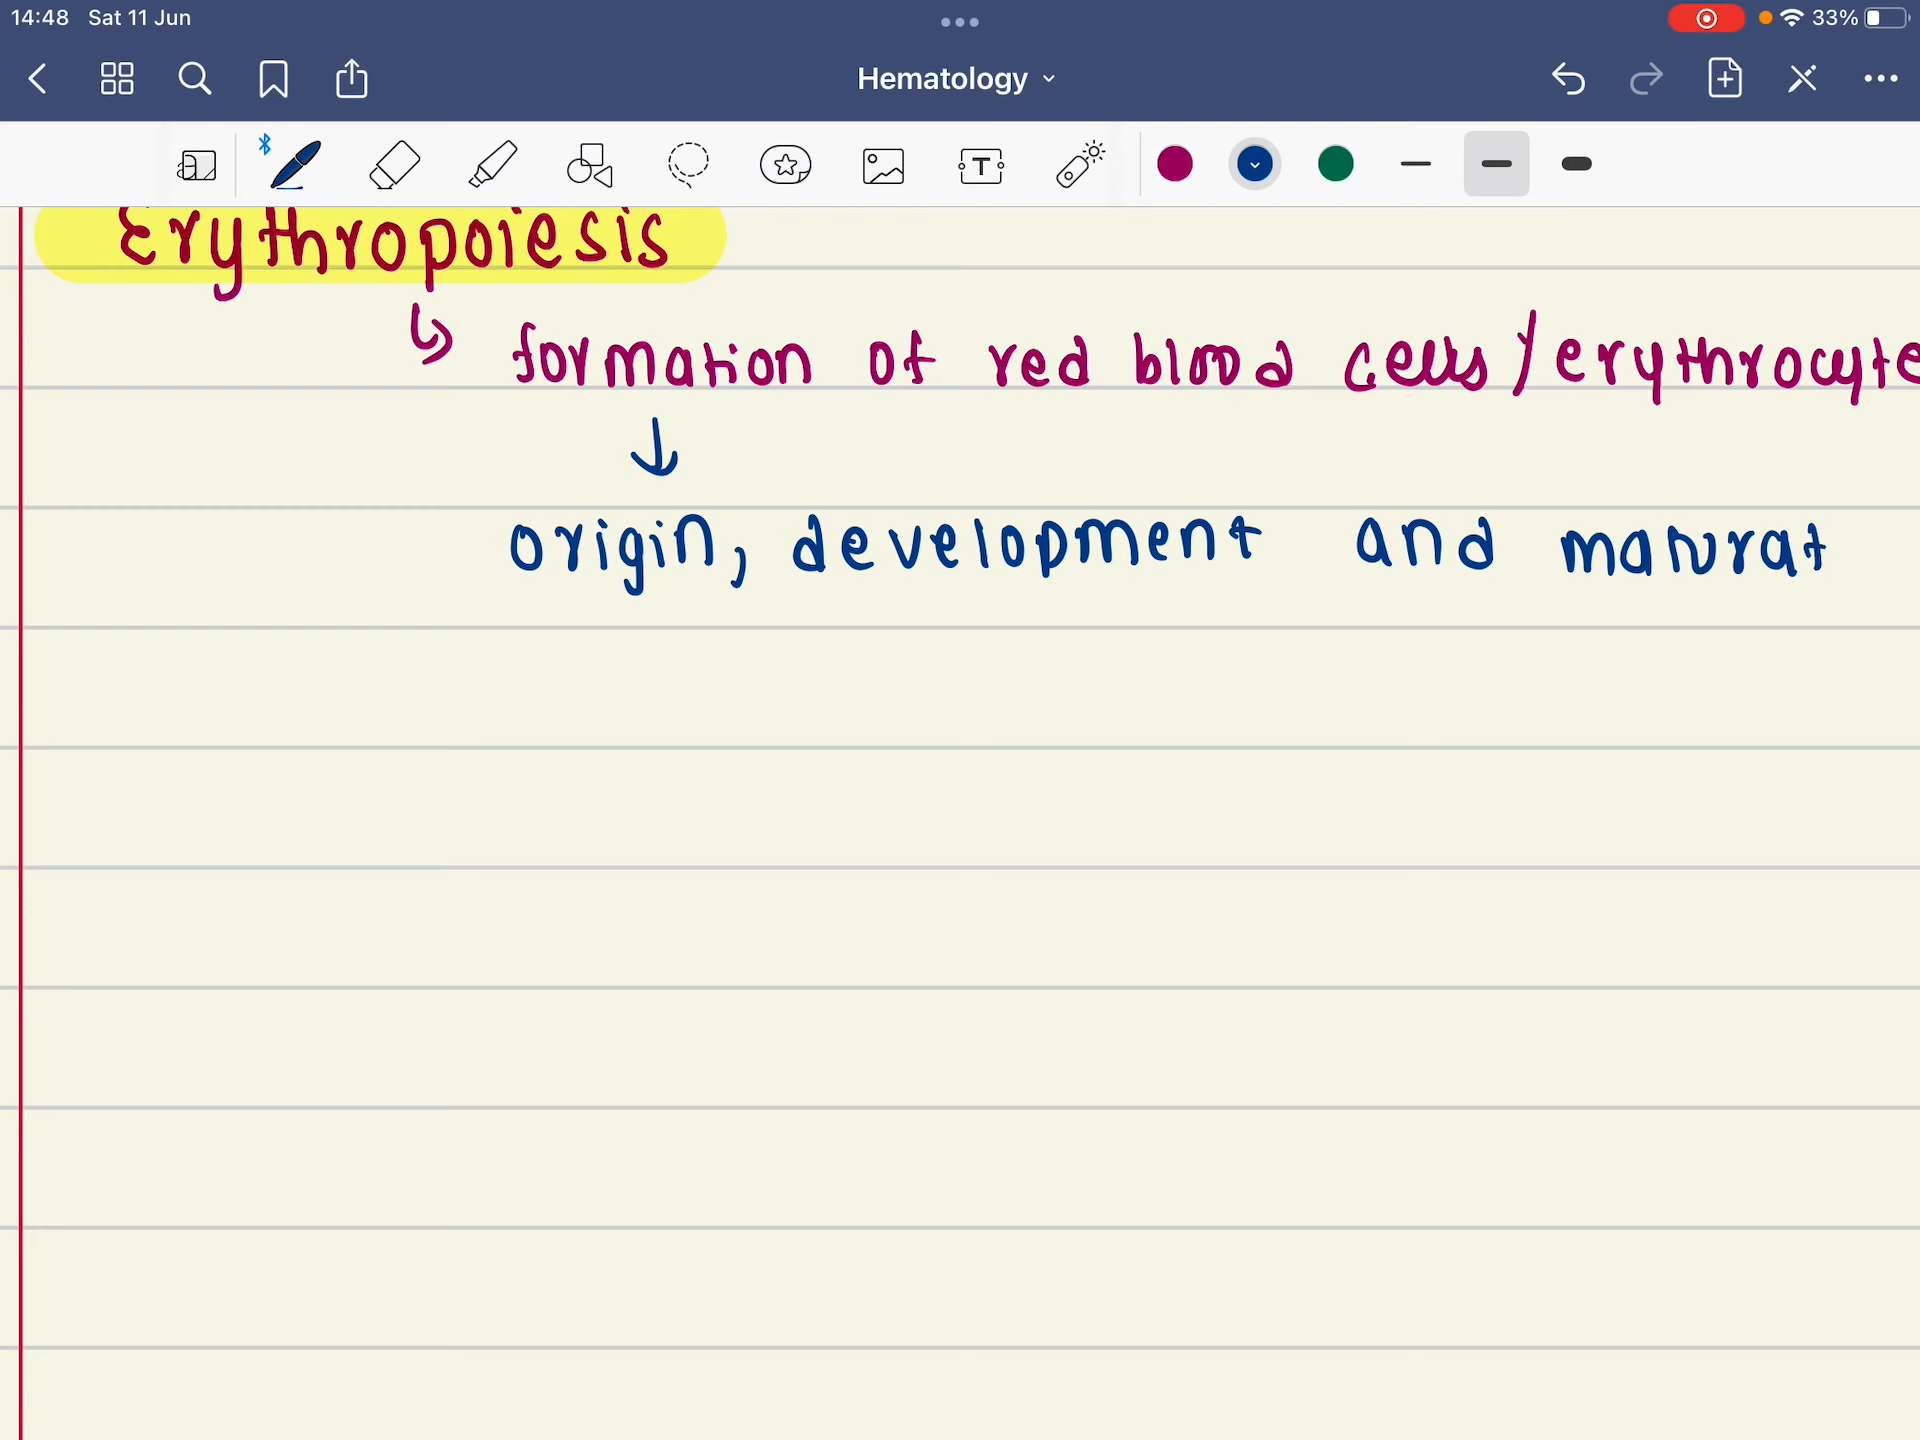 14:48 Sat 11 Jun 33%
Hematology
Erythropoiesis
formation of red blood cells/erythrocyte
origin, development and maturat